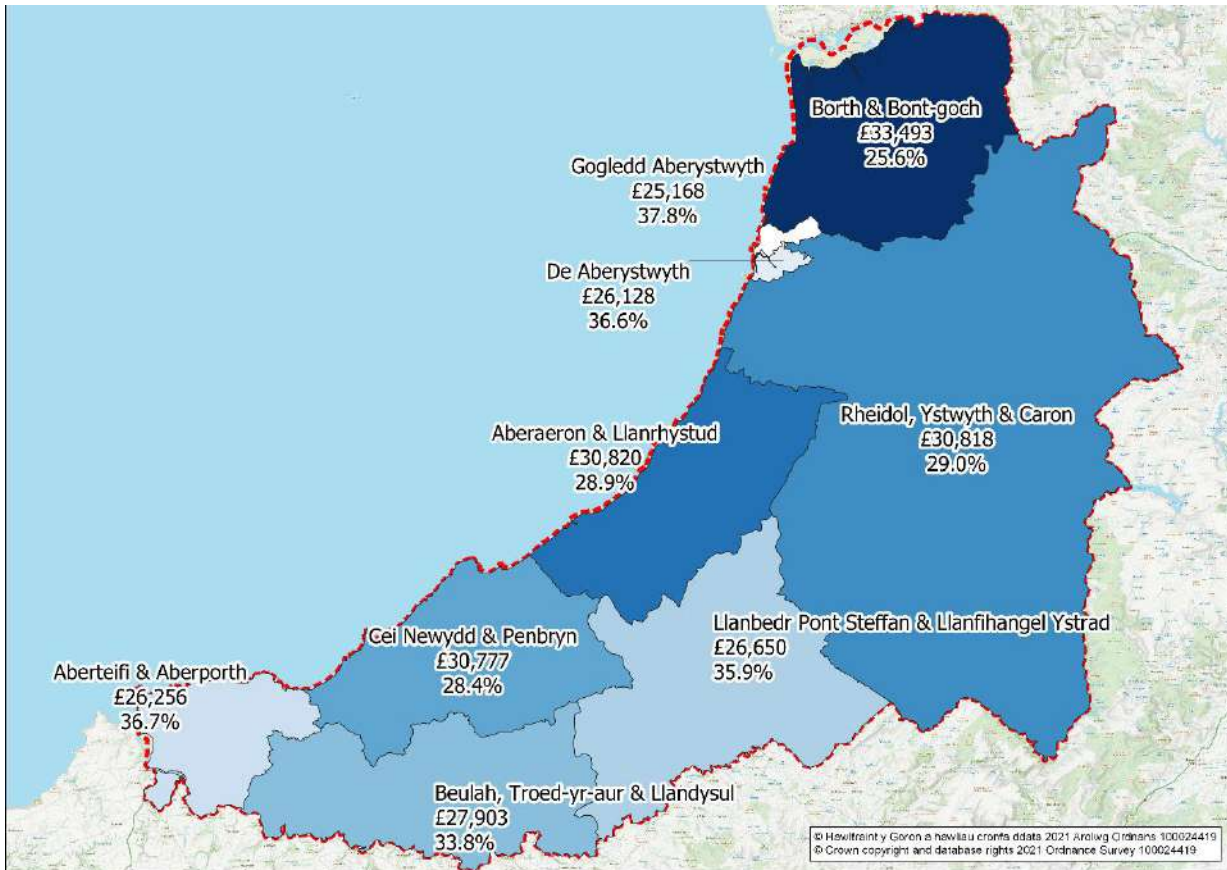 Borth & Bont-goch
£33,493
25.6%
Gogledd Aberystwyth
£25,168
37.8%
De Aberystwyth
£26,128
36.6%
Aberaeron & Llanrhystud
£30,820
28.9%
Rheidol, Ystwyth & Caron
£30,818
29.0%
Cei Newydd & Penbryn
£30,777
28.4%
Llanbedr Pont Steffan & Llanfihangel Ystrad
£26,650
35.9%
Aberteifi & Aberporth
£26,256
36.7%
Beulah, Troed-yr-aur & Llandysul
£27,903
33.8%
© Hawlfraint y Goron a hawliau cronfa ddata 2021 Arolwg Ordnans 100024419
© Crown copyright and database rights 2021 Ordnance Survey 100024419